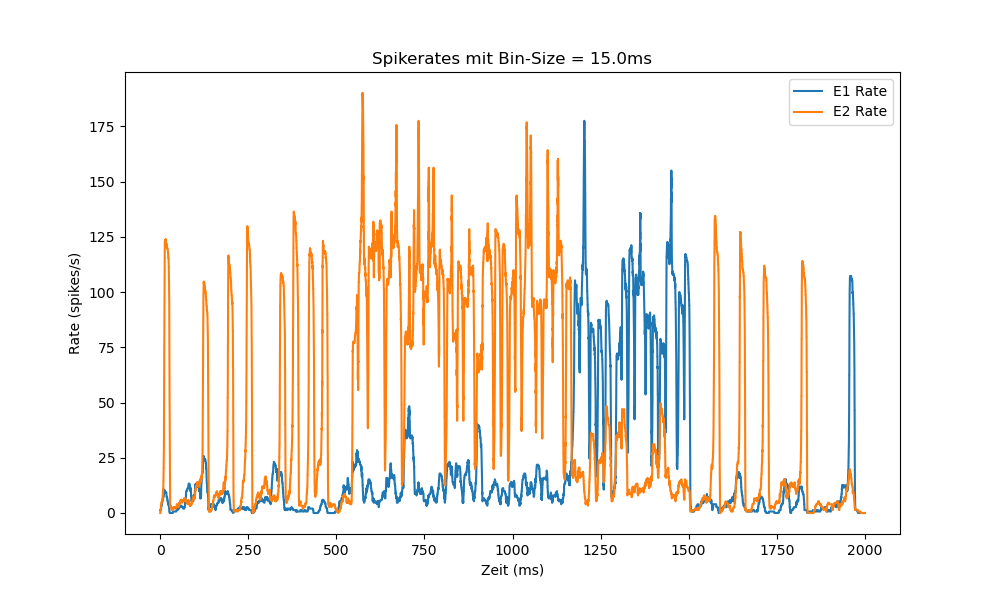 Spikerates mit Bin-Size = 15.0ms
E1 Rate
E2 Rate
Rate (spikes/s)
175
150
125
100
75
50
25
0
0 250 500 750 1000 1250 1500 1750 2000
Zeit (ms)